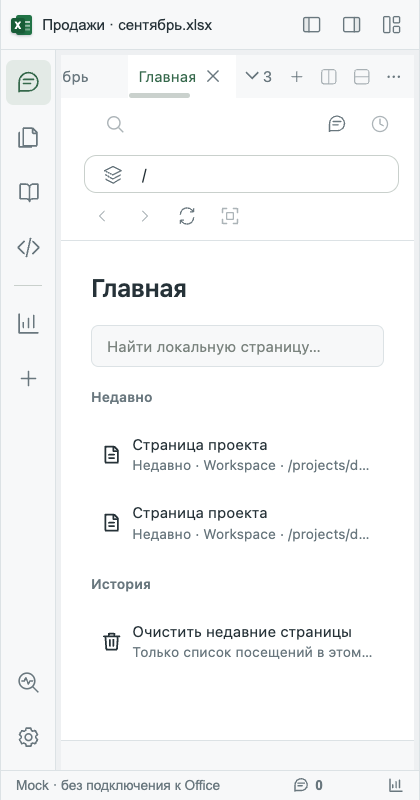 Продажи · сентябрь.xlsx
брь
Главная
3
/
Главная
Найти локальную страницу...
Недавно
Страница проекта
Недавно · Workspace · /projects/d...
Страница проекта
Недавно · Workspace · /projects/d...
История
Очистить недавние страницы
Только список посещений в этом...
Mock · без подключения к Office
0